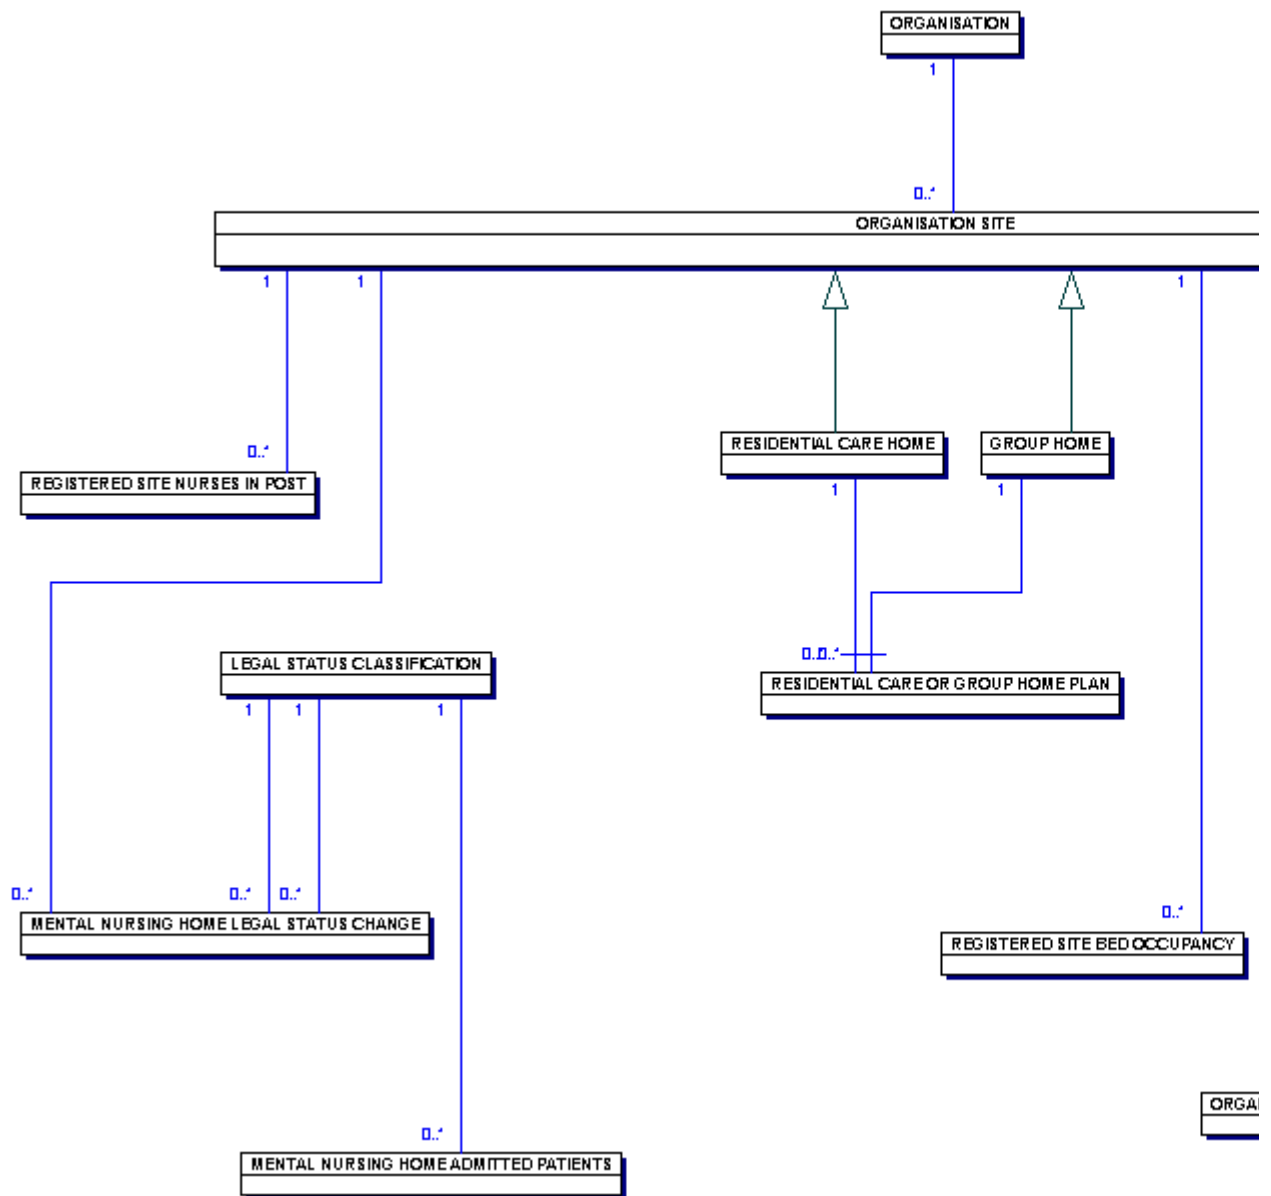 ORGANISATION
1
0..*
ORGANISATION SITE
1
1
1
0..*
RESIDENTIAL CARE HOME
GROUP HOME
REGISTERED SITE NURSES IN POST
1
1
0..0..*
LEGAL STATUS CLASSIFICATION
RESIDENTIAL CARE OR GROUP HOME PLAN
1
1
1
0..*
0..*
0..*
MENTAL NURSING HOME LEGAL STATUS CHANGE
0..*
REGISTERED SITE BED OCCUPANCY
ORGA
0..*
MENTAL NURSING HOME ADMITTED PATIENTS